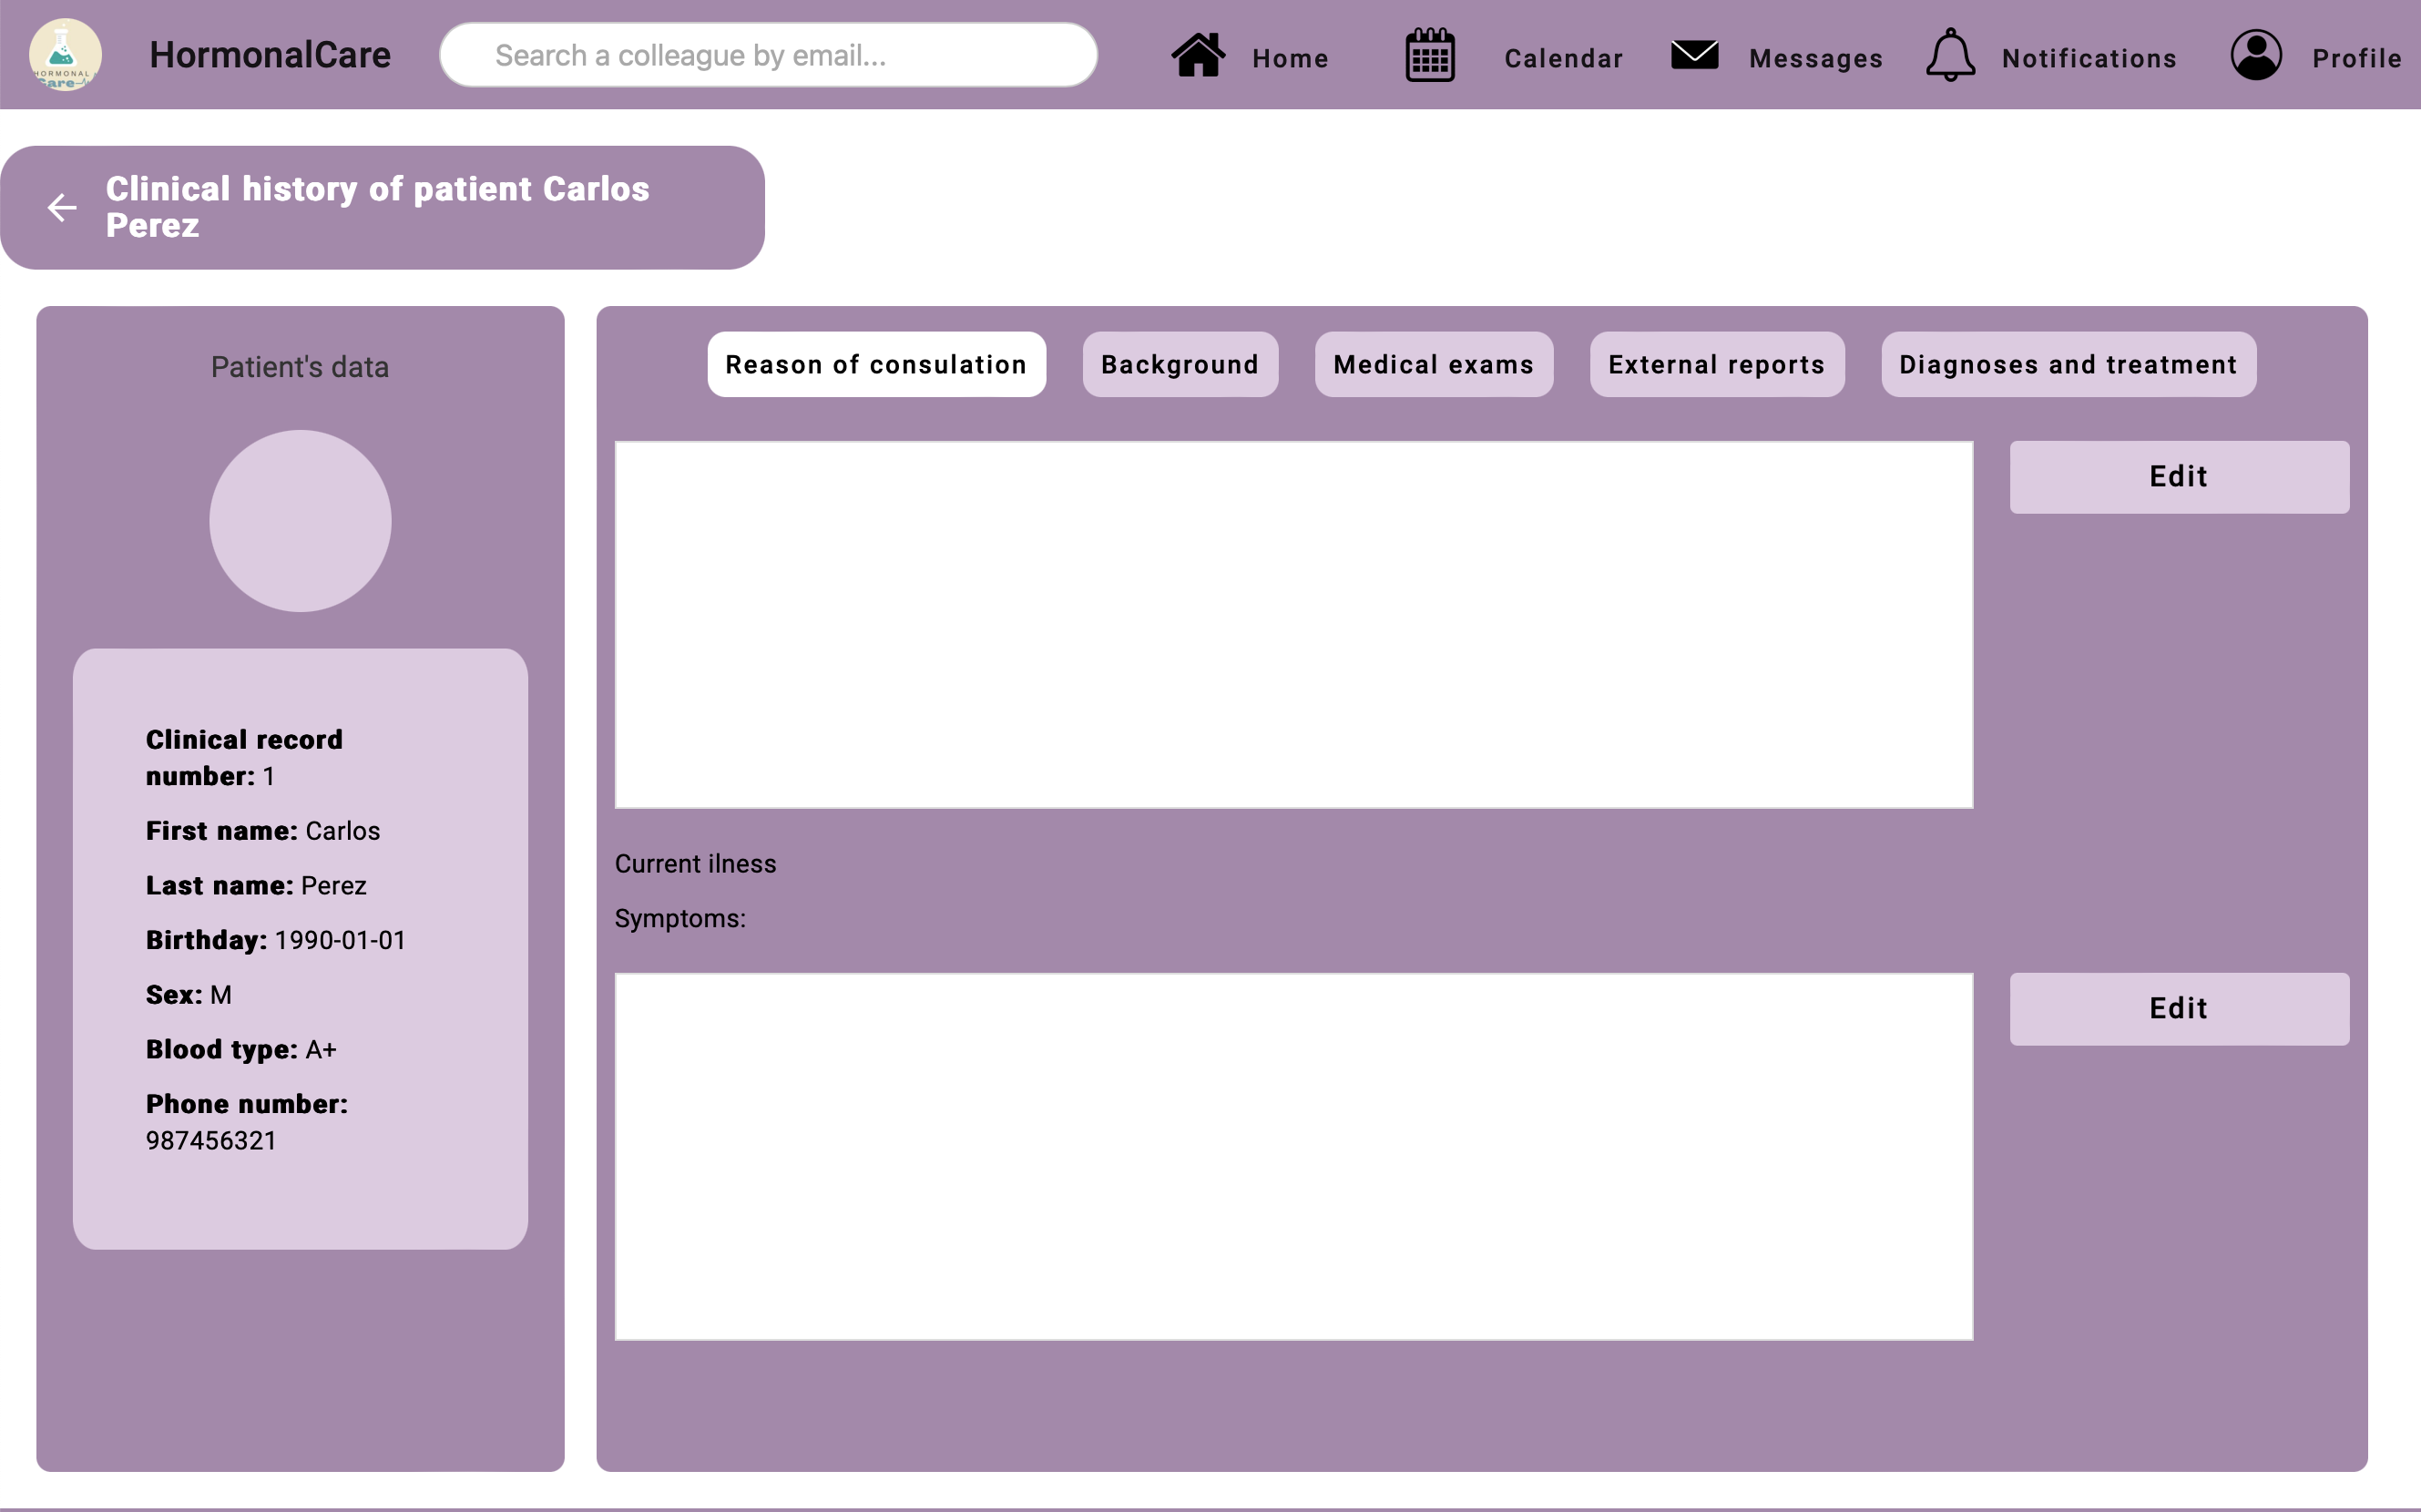 HORMONAL
Care
HormonalCare
Search a colleague by email...
Home
Calendar
Messages
Notifications
Profile
Clinical history of patient Carlos
Perez
Patient's data
Clinical record
number: 1
First name: Carlos
Last name: Perez
Birthday: 1990-01-01
Sex: M
Blood type: A+
Phone number:
987456321
Reason of consulation
Background
Medical exams
External reports
Diagnoses and treatment
Edit
Current ilness
Symptoms:
Edit